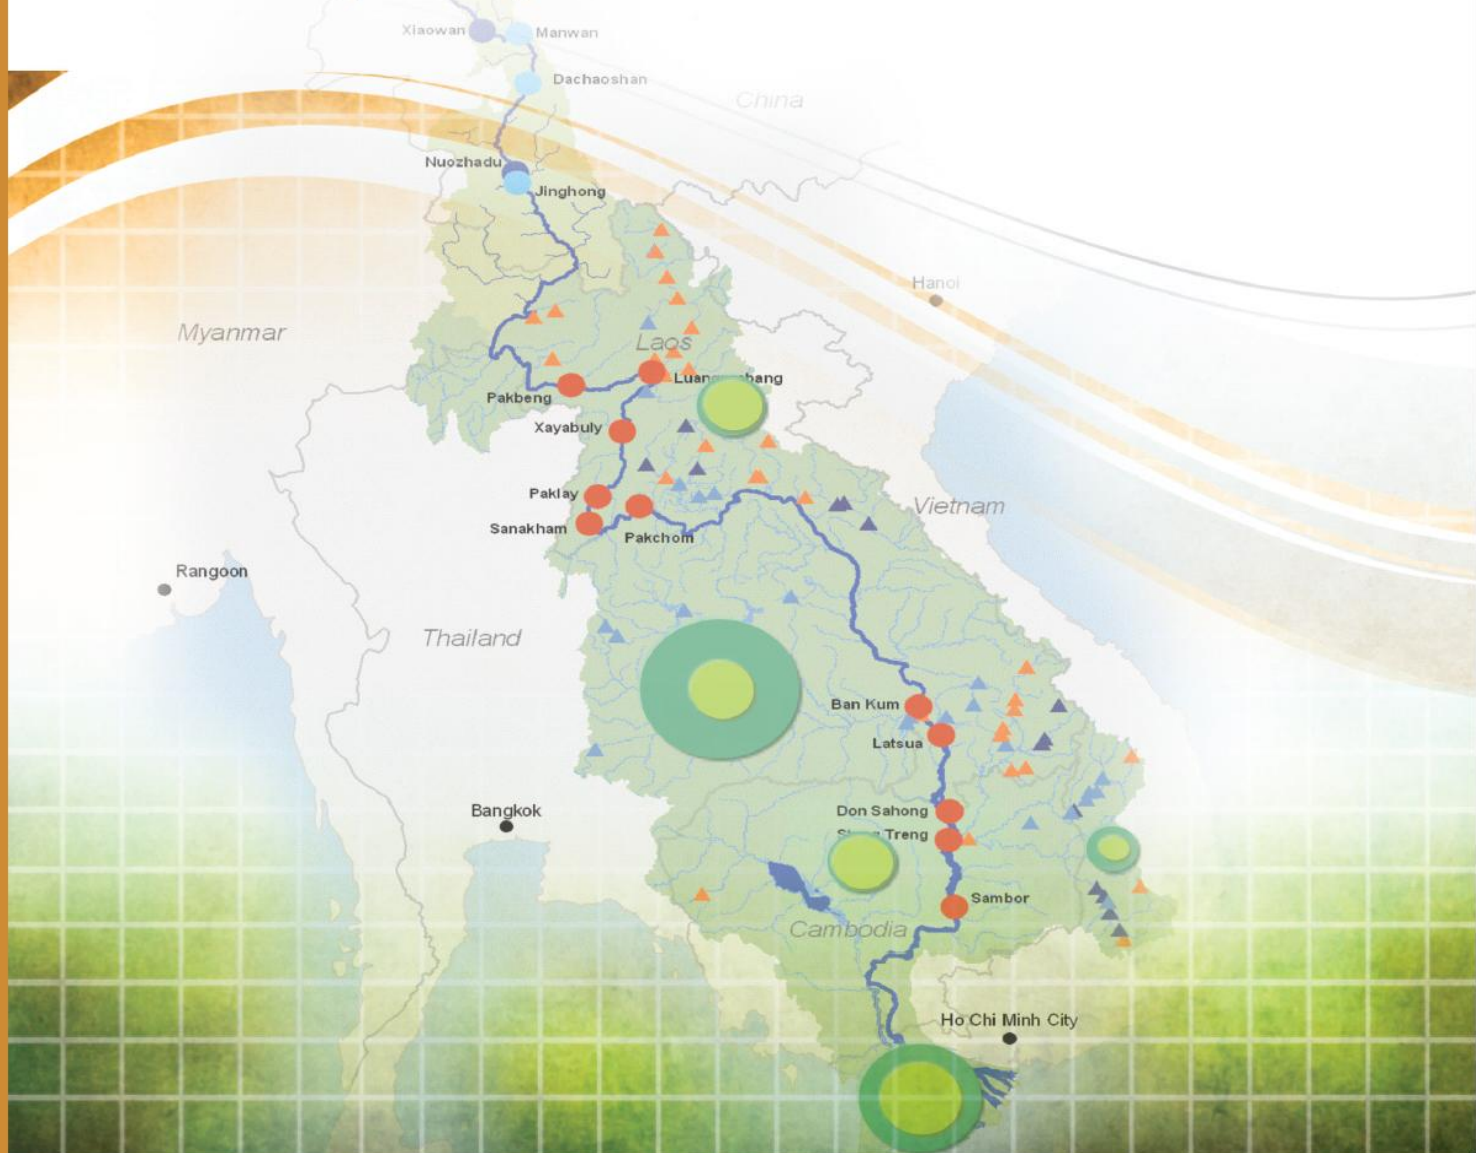 Xiaowan
Manwan
Dachaoshan
China
Nuozhadu
Jinghong
Hanoi
Myanmar
Laos
Pakbeng
Xayabuly
Paklay
Vietnam
Sanakham
Pakchom
Rangoon
Thailand
Ban Kum
Latsua
Bangkok
Don Sahong
Treng
Sambor
Cambodia
Ho Chi Minh City